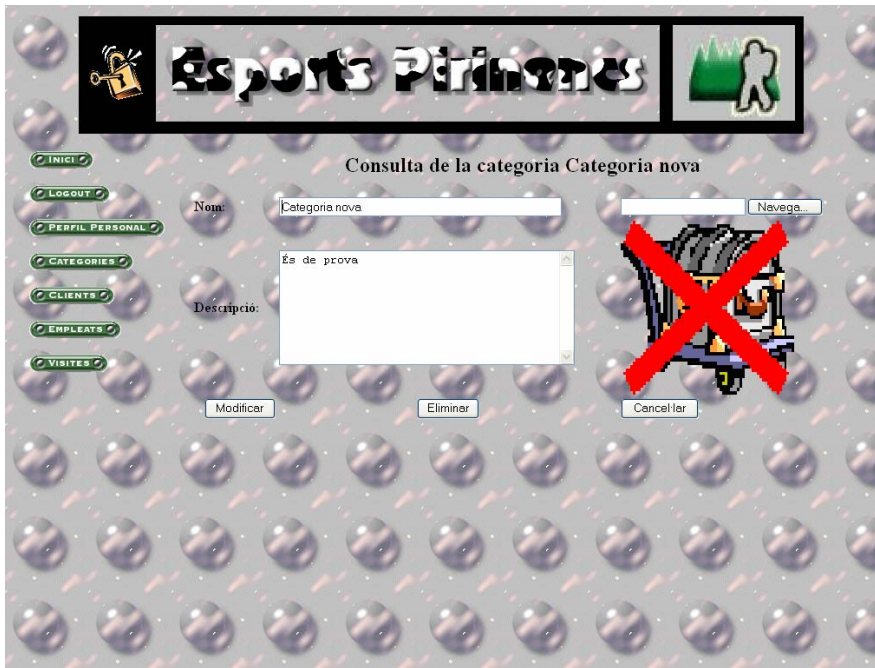 Esports Pirinencs
INICI
LOGOUT
PERFIL PERSONAL
CATEGORIES
CLIENTS
EMPLEATS
VISITES
Consulta de la categoria Categoria nova
Nom:
Categoria nova
Navega...
Descripció:
És de prova
Modificar
Eliminar
Cancel·lar